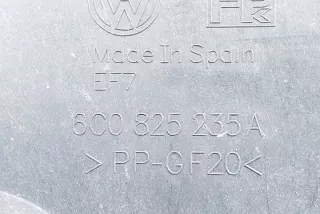 Made In Spain
EF7
6C0 825 235 A
>PP-GF20<